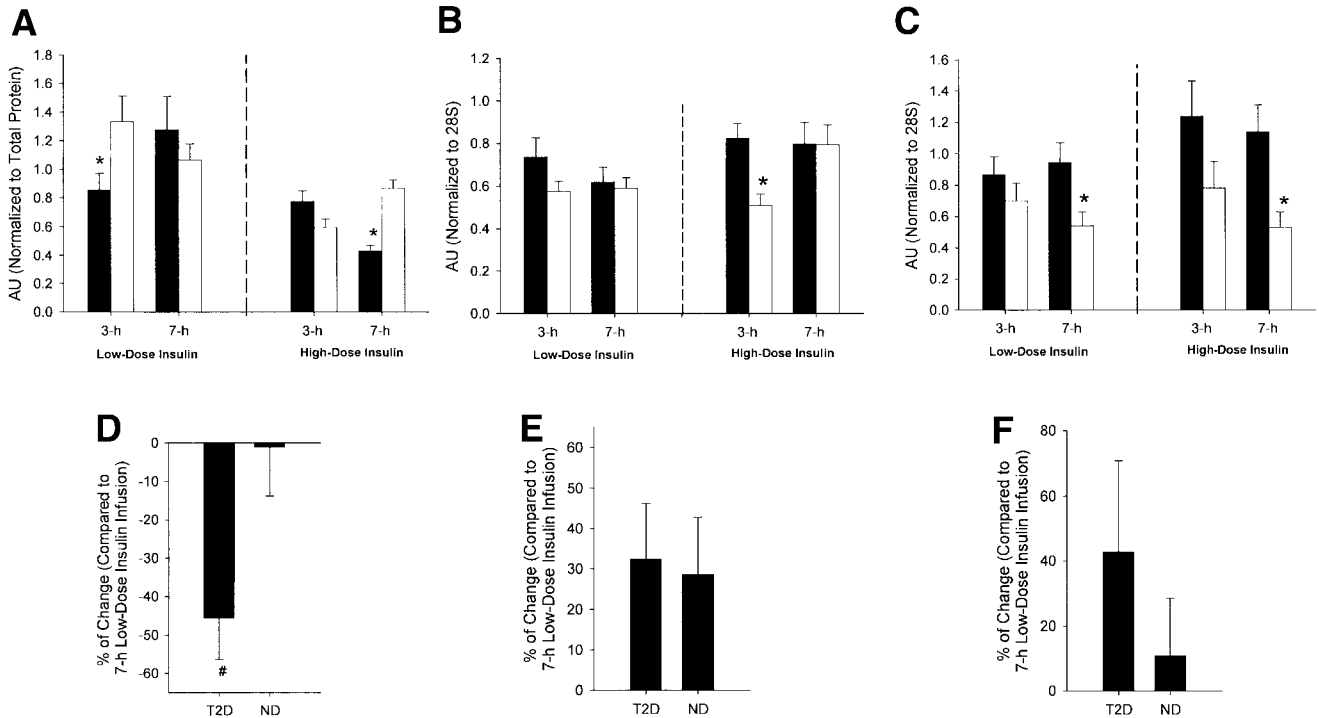 A
AU (Normalized to Total Protein)
1.8
1.6
1.4
1.2
1.0
0.8
0.6
0.4
0.2
0.0
*
*
3-h
7-h
3-h
7-h
Low-Dose Insulin
High-Dose Insulin
B
AU (Normalized to 28S)
1.2
1.0
0.8
0.6
0.4
0.2
0.0
*
3-h
7-h
3-h
7-h
Low-Dose Insulin
High-Dose Insulin
C
AU (Normalized to 28S)
1.6
1.4
1.2
1.0
0.8
0.6
0.4
0.2
0.0
*
*
3-h
7-h
3-h
7-h
Low-Dose Insulin
High-Dose Insulin
D
% of Change (Compared to
7-h Low-Dose Insulin Infusion)
0
-10
-20
-30
-40
-50
-60
#
T2D
ND
E
% of Change (Compared to
7-h Low-Dose Insulin Infusion)
60
50
40
30
20
10
0
T2D
ND
F
% of Change (Compared to
7-h Low-Dose Insulin Infusion)
80
60
40
20
0
T2D
ND